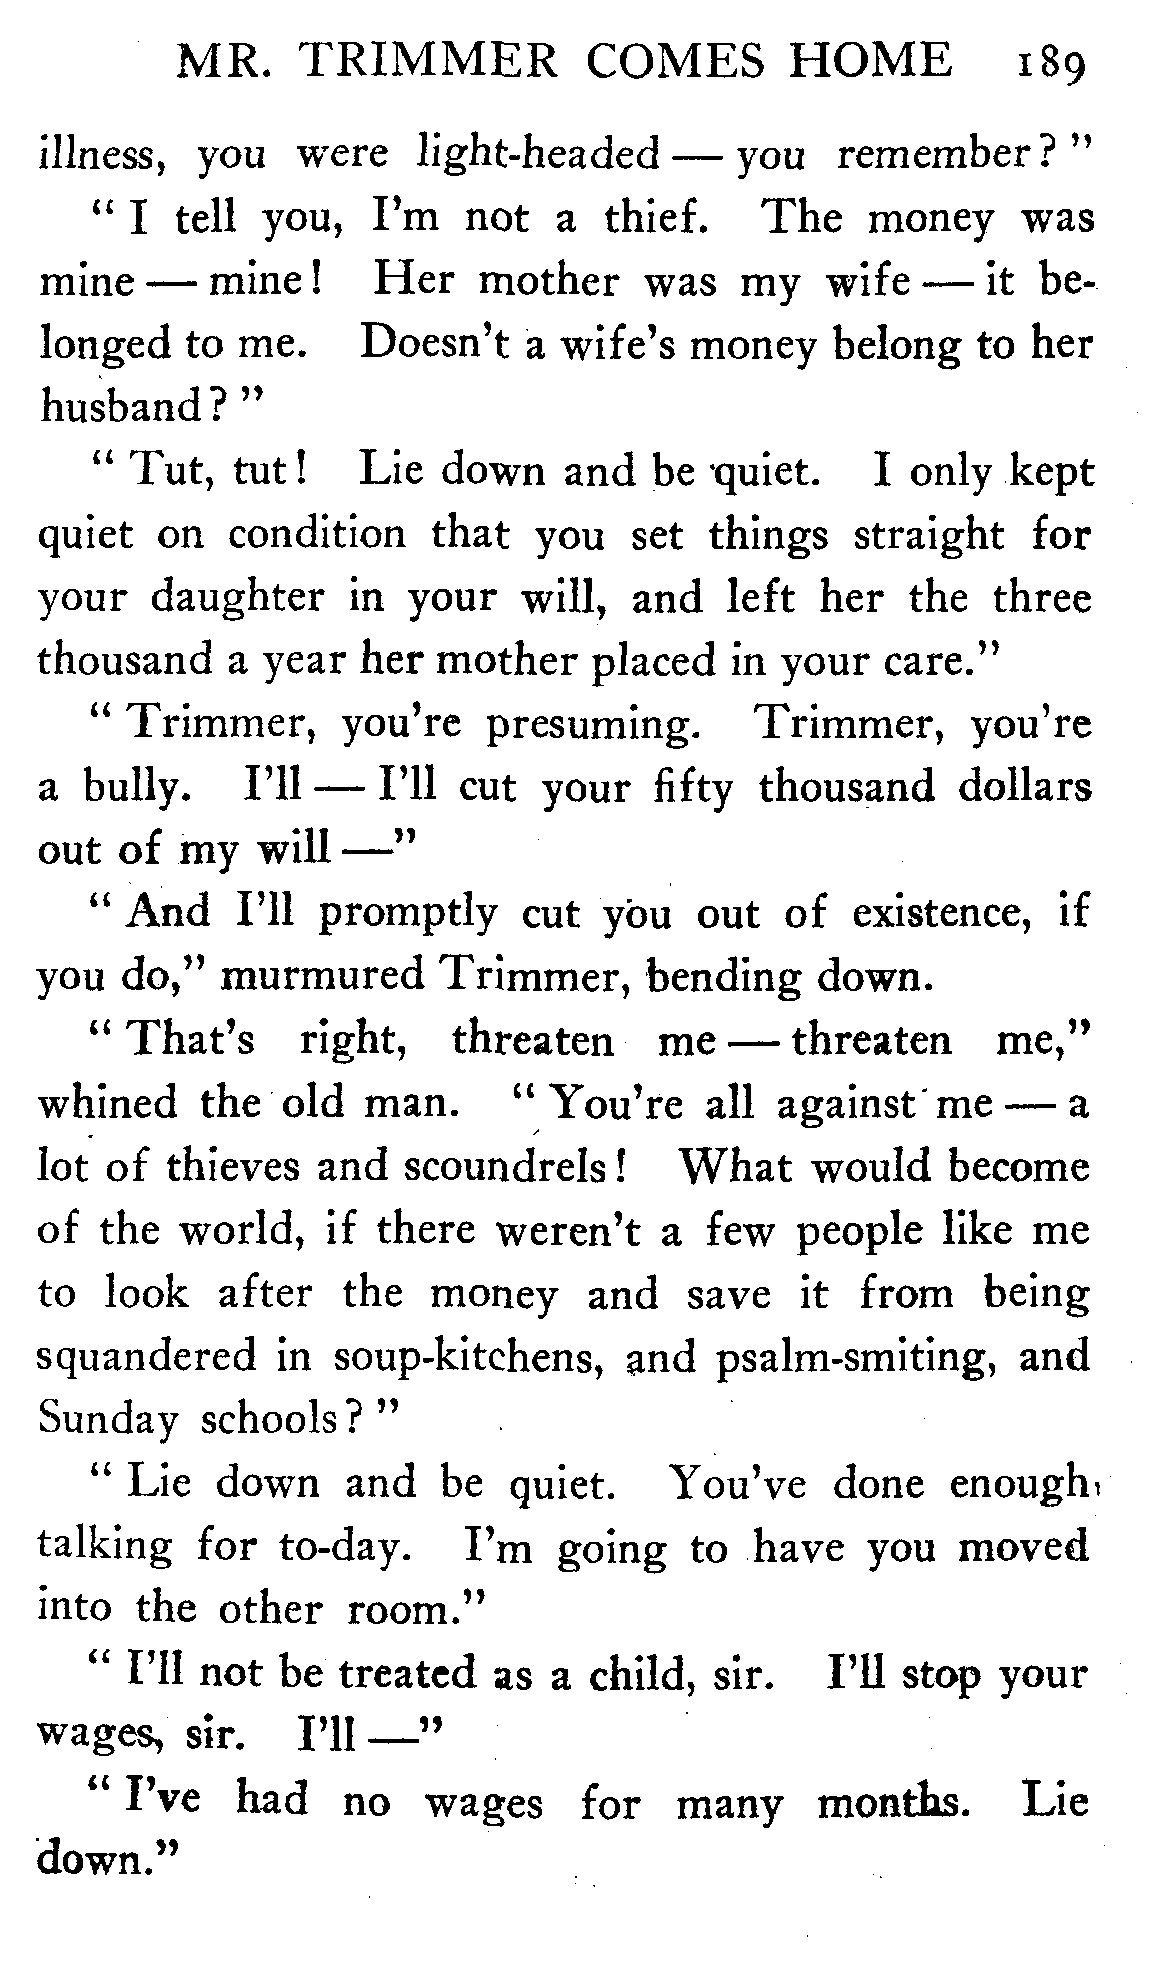 MR. TRIMMER COMES HOME 189
illness, you were light-headed — you remember? ”
“ I tell you, I’m not a thief. The money was
mine — mine! Her mother was my wife — it be-
longed to me. Doesn’t a wife’s money belong to her
husband? ”
“ Tut, tut! Lie down and be quiet. I only kept
quiet on condition that you set things straight for
your daughter in your will, and left her the three
thousand a year her mother placed in your care.”
“ Trimmer, you’re presuming. Trimmer, you’re
a bully. I’ll — I’ll cut your fifty thousand dollars
out of my will —”
“ And I’ll promptly cut you out of existence, if
you do,” murmured Trimmer, bending down.
“ That’s right, threaten me — threaten me,”
whined the old man. “ You’re all against me — a
lot of thieves and scoundrels! What would become
of the world, if there weren’t a few people like me
to look after the money and save it from being
squandered in soup-kitchens, and psalm-smiting, and
Sunday schools? ”
“ Lie down and be quiet. You’ve done enough
talking for to-day. I’m going to have you moved
into the other room.”
“ I’ll not be treated as a child, sir. I’ll stop your
wages, sir. I’ll —”
“ I’ve had no wages for many months. Lie
down.”